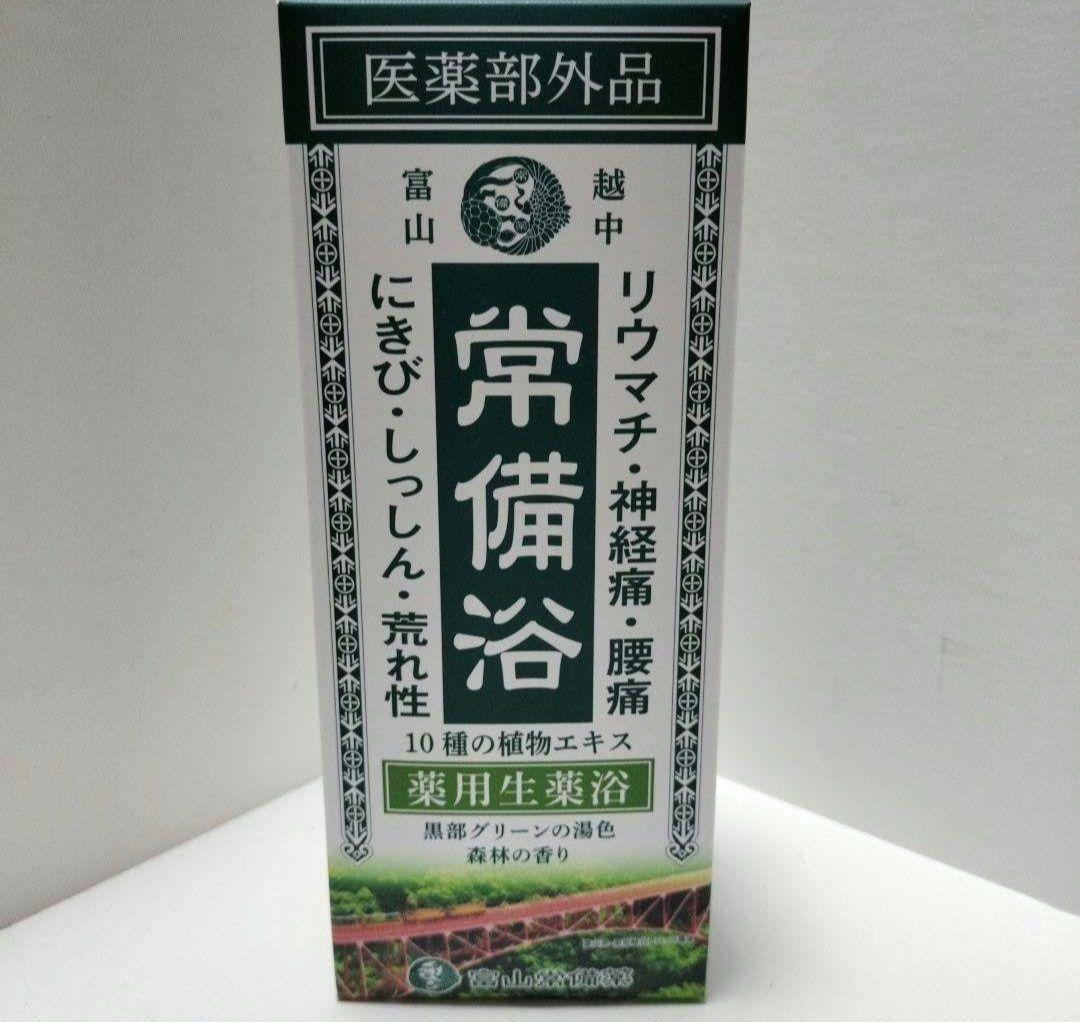 医薬部外品
越中
富山
リウマチ・神経痛・腰痛
常備浴
にきび・しっしん・荒れ性
10種の植物エキス
薬用生薬浴
黒部グリーンの湯色
森林の香り
富山常備薬